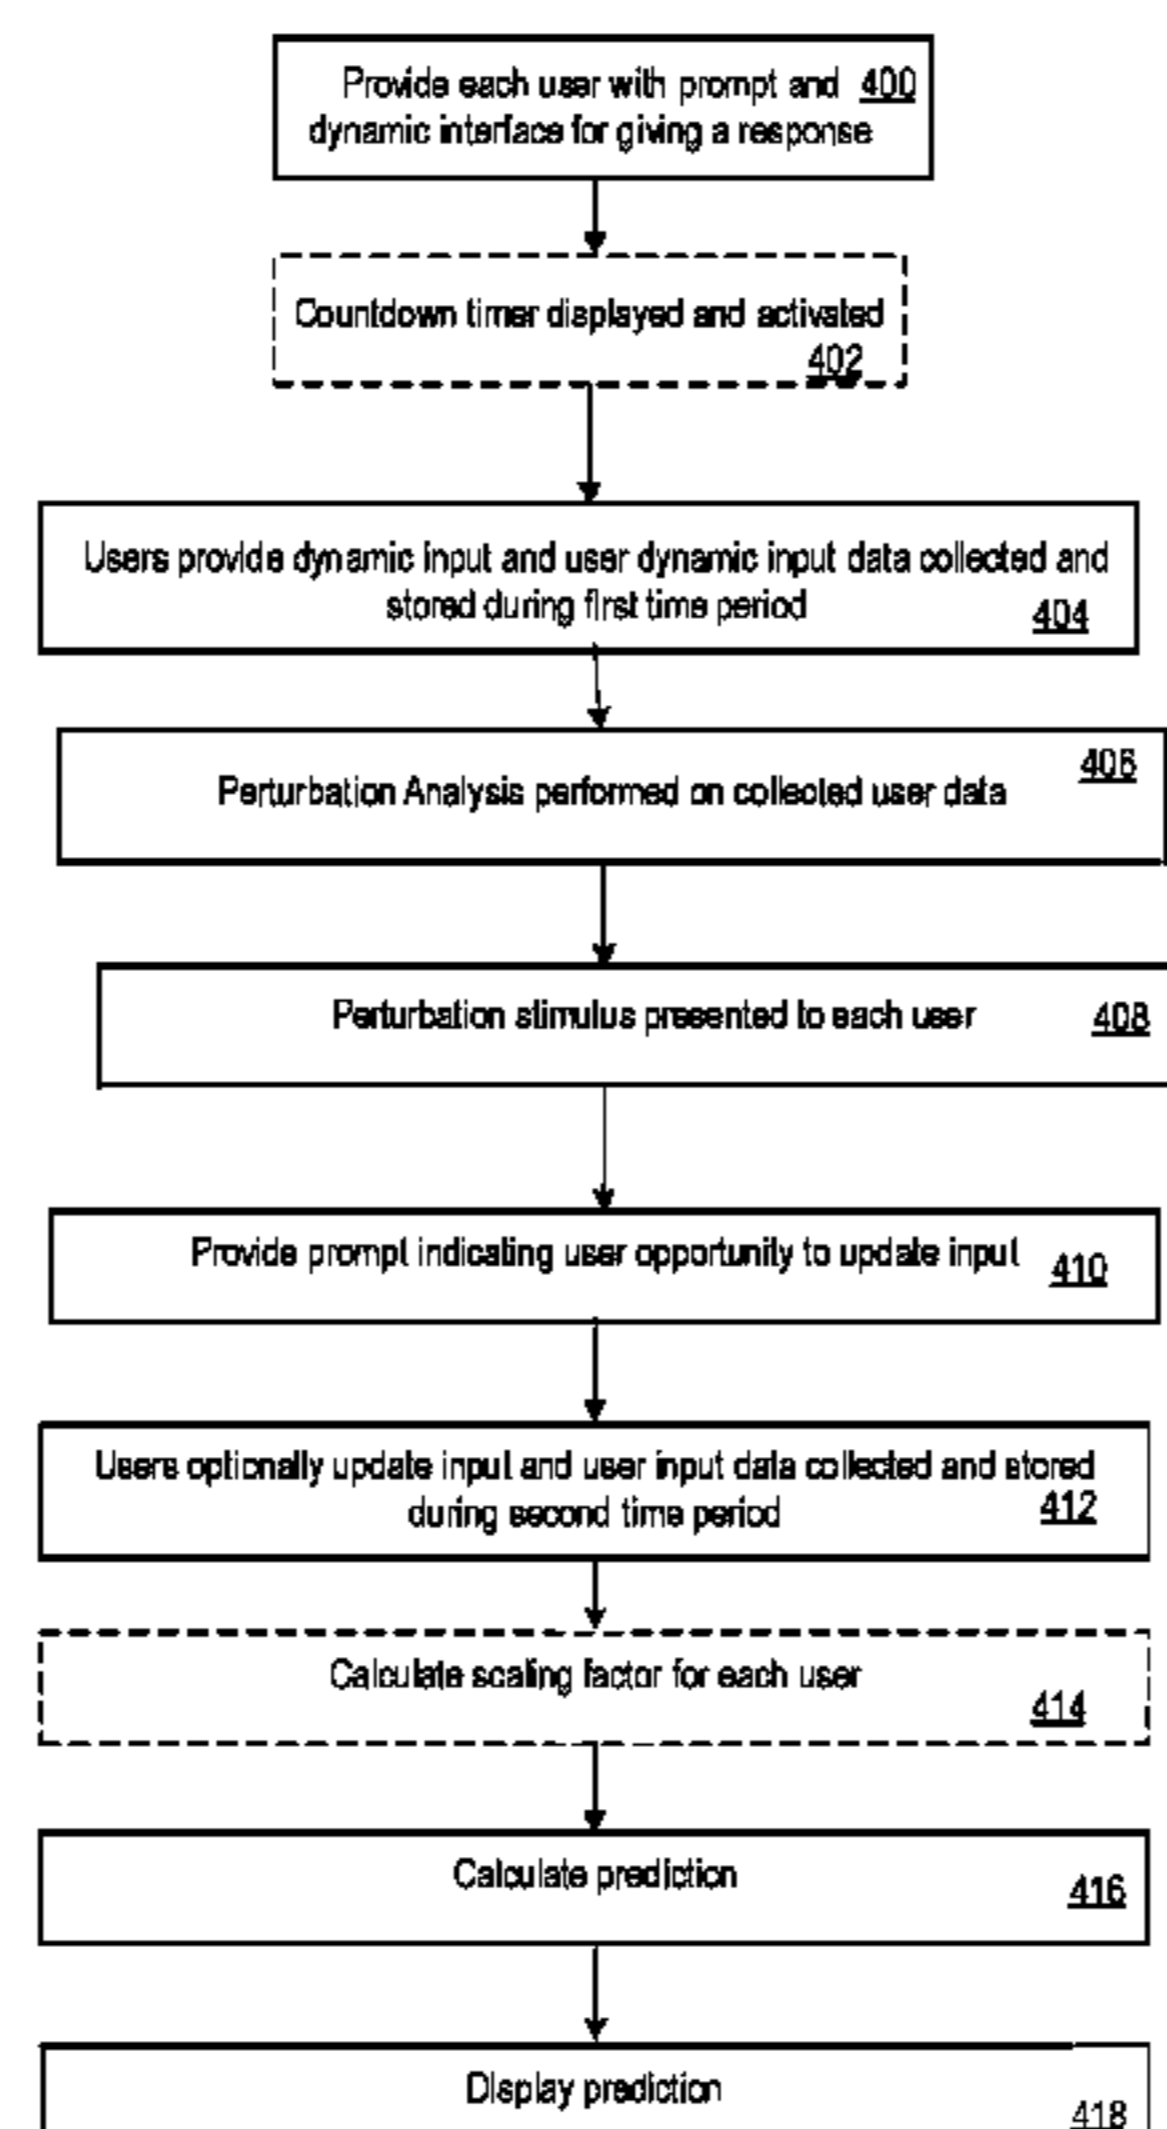 Provide each user with prompt and 400
dynamic interface for giving a response
Countdown timer displayed and activated
402
Users provide dynamic input and user dynamic input data collected and
stored during first time period 404
406
Perturbation Analysis performed on collected user data
Perturbation stimulus presented to each user 408
Provide prompt indicating user opportunity to update input 410
Users optionally update input and user input data collected and stored
during second time period 412
Calculate scaling factor for each user
414
Calculate prediction 416
Display prediction
418